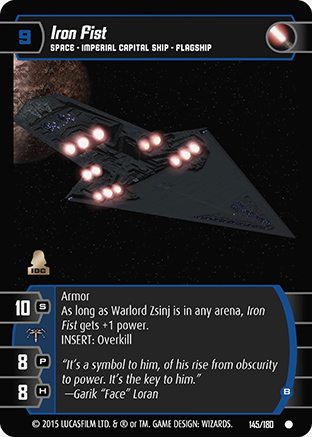 9
Iron Fist
SPACE - IMPERIAL CAPITAL SHIP - FLAGSHIP
IDC
10 S
Armor
As long as Warlord Zsinj is in any arena, Iron
Fist gets +1 power.
INSERT: Overkill
8 P
"It's a symbol to him, of his rise from obscurity
to power. It's the key to him."
8 H
—Garik "Face" Loran
B
© 2015 LUCASFILM LTD. & ® or TM. GAME DESIGN: WIZARDS.
145/180